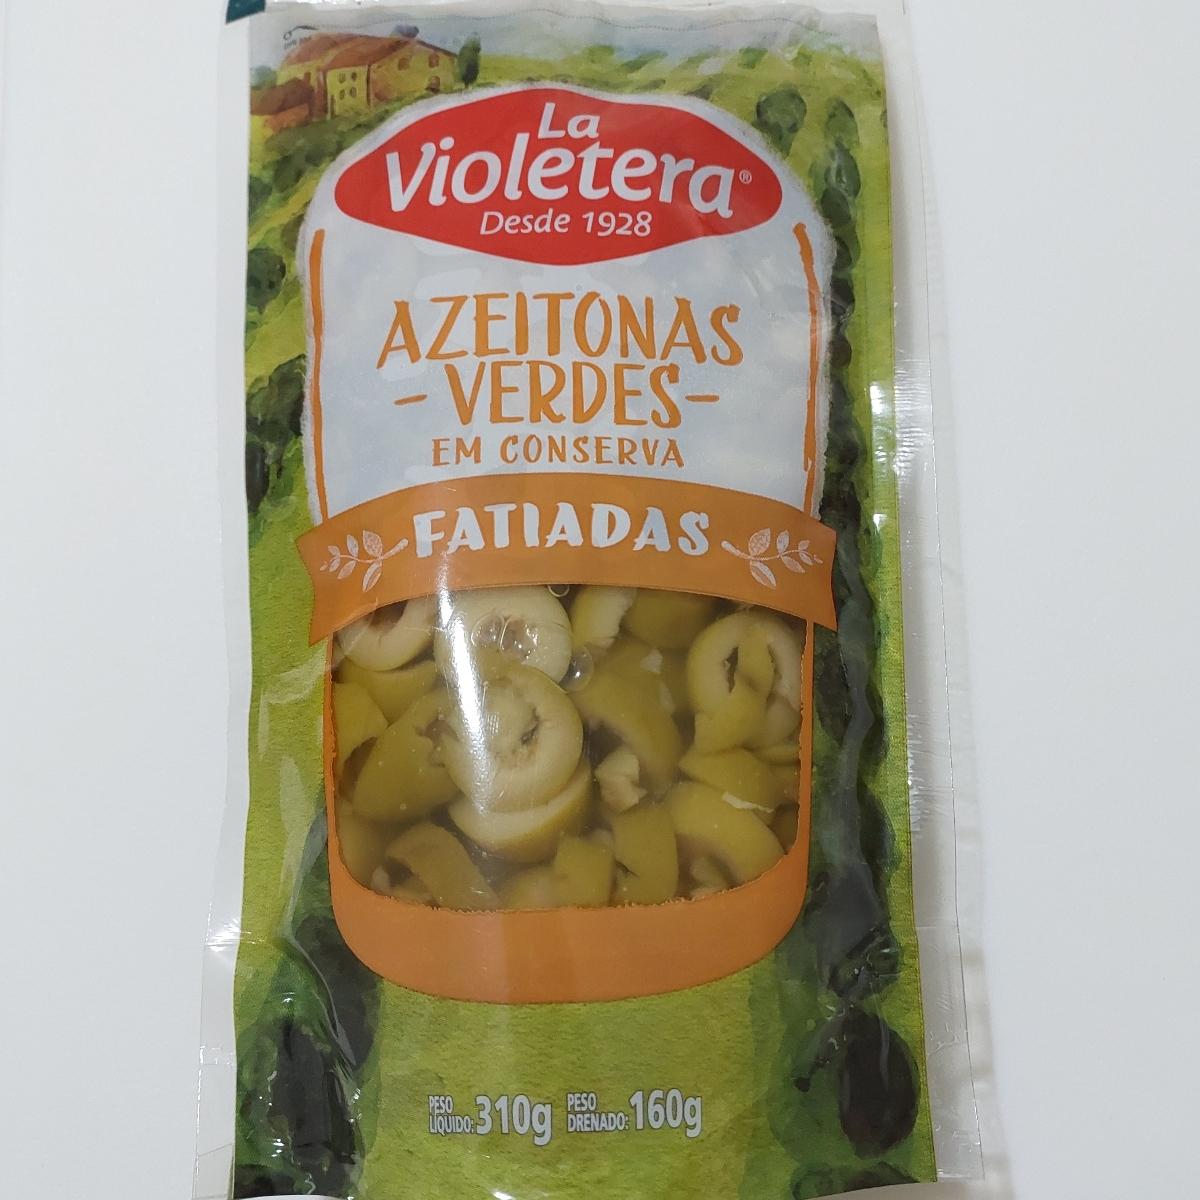 La
Violetera®
Desde 1928
AZEITONAS
-VERDES-
EM CONSERVA
FATIADAS
PESO LÍQUIDO: 310g PESO DRENADO: 160g